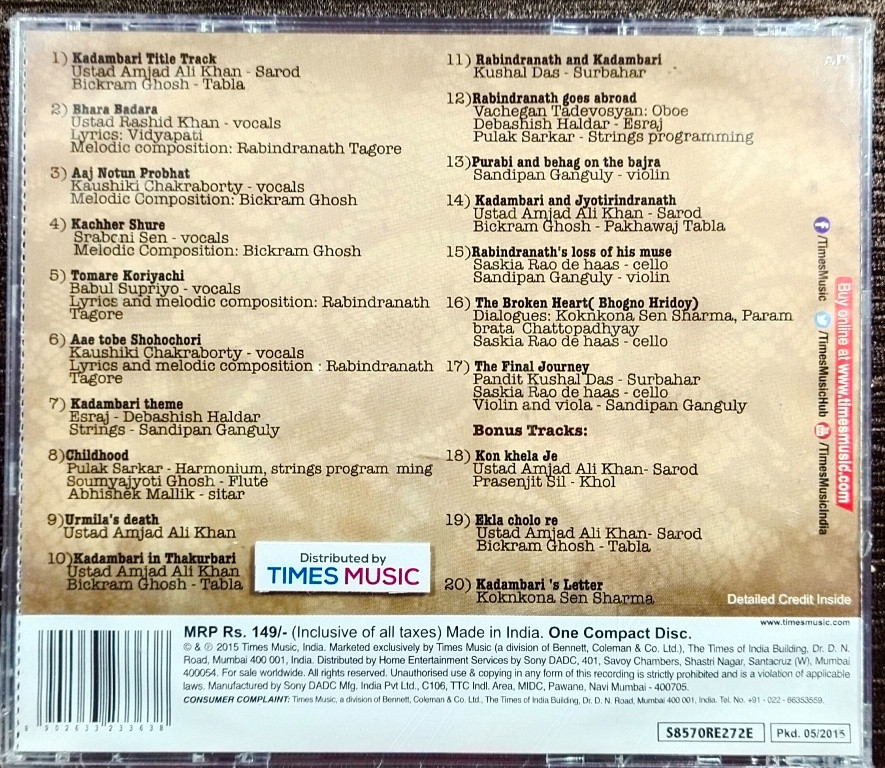 1) Kadambari Title Track
Ustad Amjad Ali Khan - Sarod
Bickram Ghosh - Tabla
2) Bhara Badara
Ustad Rashid Khan - vocals
Lyrics: Vidyapati
Melodic composition: Rabindranath Tagore
3) Aaj Notun Probhat
Kaushiki Chakraborty - vocals
Melodic Composition: Bickram Ghosh
4) Kachher Shure
Sraboni Sen - vocals
Melodic Composition: Bickram Ghosh
5) Tomare Koriyachi
Babul Supriyo - vocals
Lyrics and melodic composition: Rabindranath
Tagore
6) Aae tobe Shohochori
Kaushiki Chakraborty - vocals
Lyrics and melodic composition : Rabindranath
Tagore
7) Kadambari theme
Esraj - Debashish Haldar
Strings - Sandipan Ganguly
8)Childhood
Pulak Sarkar - Harmonium, strings program ming
Soumyajyoti Ghosh - Flute
Abhishek Mallik - sitar
9)Urmila's death
Ustad Amjad Ali Khan
10)Kadambari in Thakurbari
Ustad Amjad Ali Khan
Bickram Ghosh - Tabla
Distributed by
TIMES MUSIC
11) Rabindranath and Kadambari
Kushal Das - Surbahar
12)Rabindranath goes abroad
Vachegan Tadevosyan: Oboe
Debashish Haldar - Esraj
Pulak Sarkar - Strings programming
13)Purabi and behag on the bajra
Sandipan Ganguly - violin
14) Kadambari and Jyotirindranath
Ustad Amjad Ali Khan - Sarod
Bickram Ghosh - Pakhawaj Tabla
15)Rabindranath's loss of his muse
Saskia Rao de haas - cello
Sandipan Ganguly - violin
16) The Broken Heart( Bhogno Hridoy)
Dialogues: Koknkona Sen Sharma, Param
brata Chattopadhyay
Saskia Rao de haas - cello
17) The Final Journey
Pandit Kushal Das - Surbahar
Saskia Rao de haas - cello
Violin and viola - Sandipan Ganguly
Bonus Tracks:
18) Kon khela Je
Ustad Amjad Ali Khan- Sarod
Prasenjit Sil - Khol
19) Ekla cholo re
Ustad Amjad Ali Khan- Sarod
Bickram Ghosh - Tabla
20) Kadambari 's Letter
Koknkona Sen Sharma
Detailed Credit Inside
/TimesMusic /TimesMusicHub /TimesMusicIndia
Buy online at www.timesmusic.com
www.timesmusic.com
MRP Rs. 149/- (Inclusive of all taxes) Made in India. One Compact Disc.
© & ℗ 2015 Times Music, India. Marketed exclusively by Times Music (a division of Bennett, Coleman & Co. Ltd.), The Times of India Building, Dr. D. N.
Road, Mumbai 400 001, India. Distributed by Home Entertainment Services by Sony DADC, 401, Savoy Chambers, Shastri Nagar, Santacruz (W), Mumbai
400054. For sale worldwide. All rights reserved. Unauthorised use & copying in any form of this recording is strictly prohibited and is a violation of applicable
laws. Manufactured by Sony DADC Mfg. India Pvt Ltd., C106, TTC Indl. Area, MIDC, Pawane, Navi Mumbai - 400705.
CONSUMER COMPLAINT: Times Music, a division of Bennett, Coleman & Co. Ltd., The Times of India Building, Dr. D. N. Road, Mumbai 400 001, India. Tel. No. +91 - 022 - 66353559.
8 902633 233638
S8570RE272E
Pkd. 05/2015